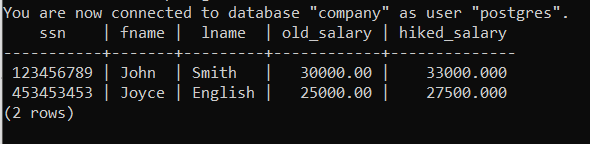 You are now connected to database "company" as user "postgres".
    ssn    | fname |  lname  | old_salary | hiked_salary
-----------+-------+---------+------------+--------------
 123456789 | John  | Smith   |   30000.00 |    33000.000
 453453453 | Joyce | English |   25000.00 |    27500.000
(2 rows)